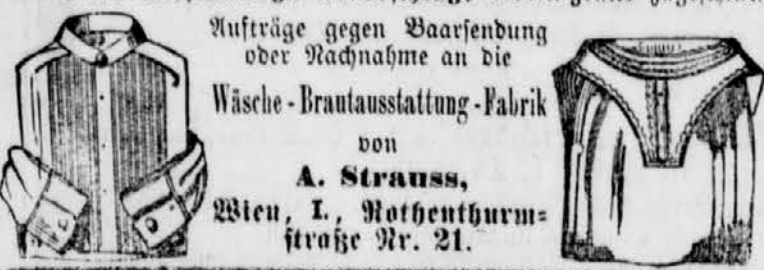 Aufträge gegen Baarsendung
oder Nachnahme an die
Wäsche-Brautausstattung-Fabrik
von
A. Strauss,
Wien, I., Rothenthurm=
straße Nr. 21.